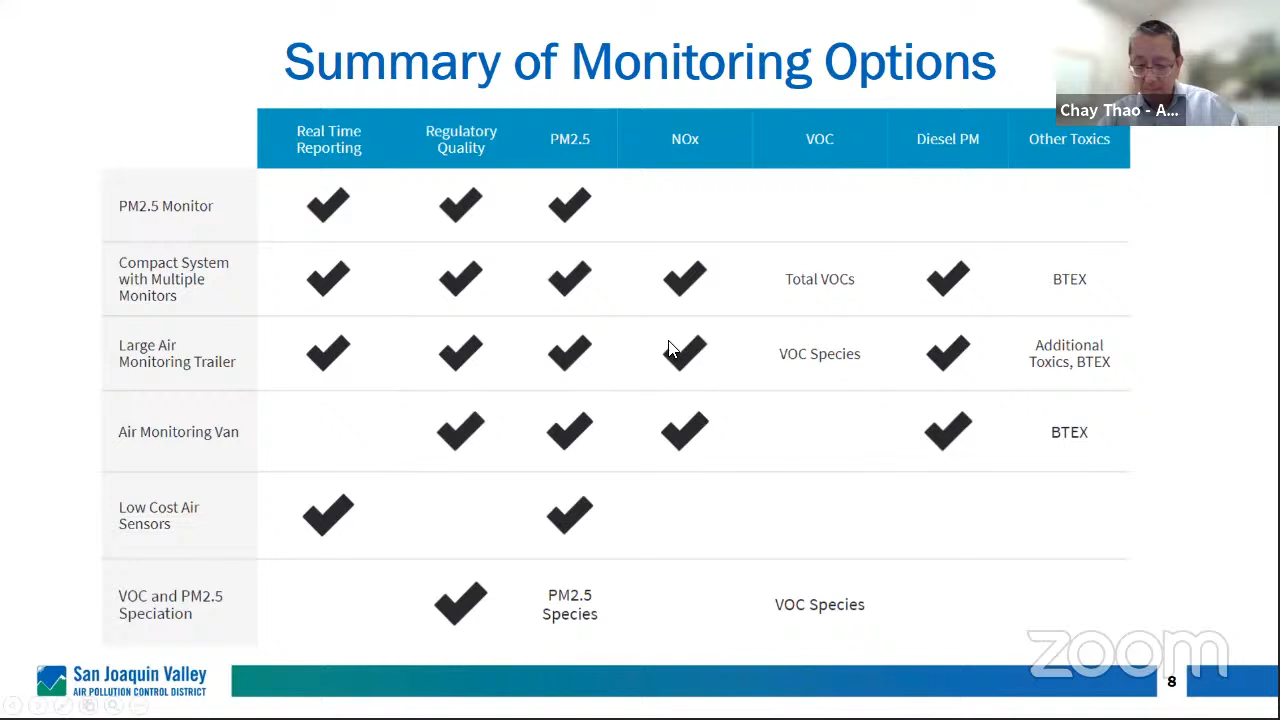 Summary of Monitoring Options
Chay Thao - A...
Real Time
Reporting
Regulatory
Quality
PM2.5
NOx
VOC
Diesel PM
Other Toxics
PM2.5 Monitor
Compact System
with Multiple
Monitors
Total VOCs
BTEX
Large Air
Monitoring Trailer
VOC Species
Additional
Toxics, BTEX
Air Monitoring Van
BTEX
Low Cost Air
Sensors
VOC and PM2.5
Speciation
PM2.5
Species
VOC Species
zoom
San Joaquin Valley
AIR POLLUTION CONTROL DISTRICT
8